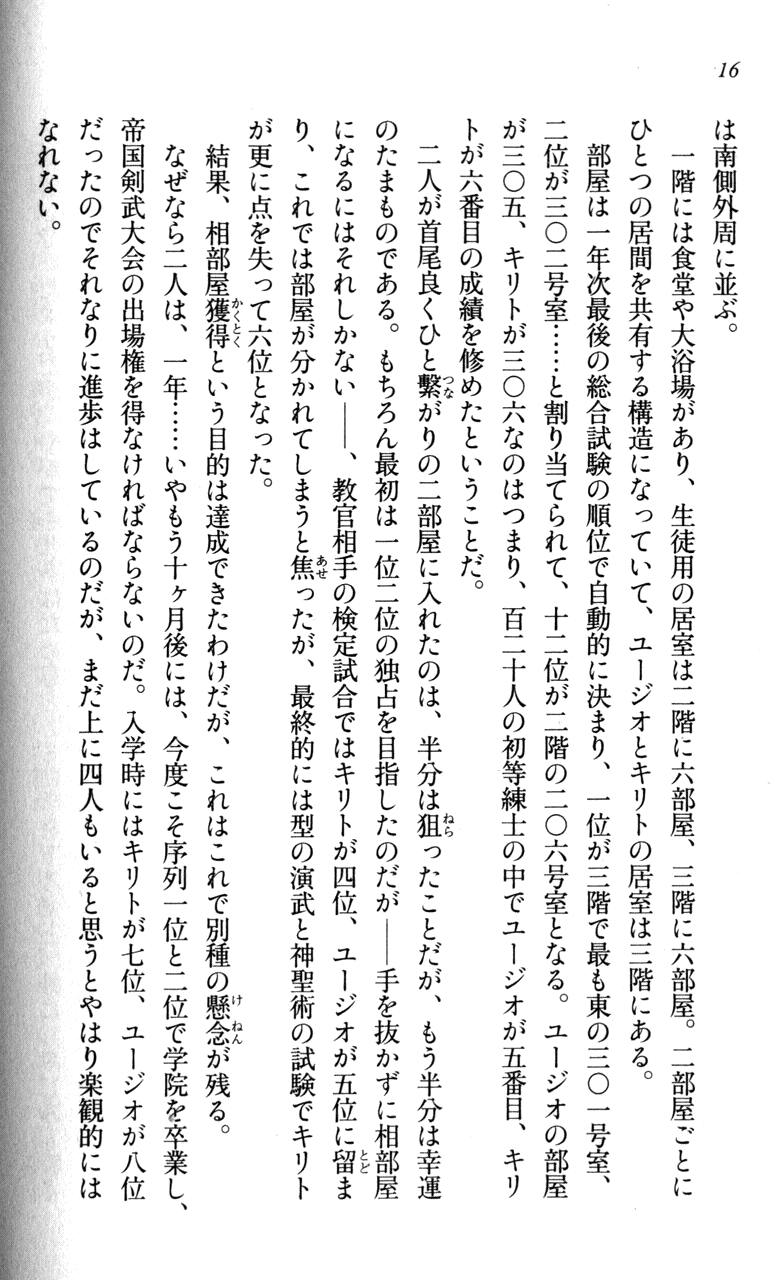 16
は南側外周に並ぶ。
　一階には食堂や大浴場があり、生徒用の居室は二階に六部屋、三階に六部屋。二部屋ごとに
ひとつの居間を共有する構造になっていて、ユージオとキリトの居室は三階にある。
　部屋は一年次最後の総合試験の順位で自動的に決まり、一位が三階で最も東の三〇一号室、
二位が三〇二号室……と割り当てられて、十二位が二階の二〇六号室となる。ユージオの部屋
が三〇五、キリトが三〇六なのはつまり、百二十人の初等練士の中でユージオが五番目、キリ
トが六番目の成績を修めたということだ。
　二人が首尾良くひと繫がりの二部屋に入れたのは、半分は狙ったことだが、もう半分は幸運
のたまものである。もちろん最初は一位二位の独占を目指したのだが――手を抜かずに相部屋
になるにはそれしかない――、教官相手の検定試合ではキリトが四位、ユージオが五位に留ま
り、これでは部屋が分かれてしまうと焦ったが、最終的には型の演武と神聖術の試験でキリト
が更に点を失って六位となった。
　結果、相部屋獲得という目的は達成できたわけだが、これはこれで別種の懸念が残る。
　なぜなら二人は、一年……いやもう十ヶ月後には、今度こそ序列一位と二位で学院を卒業し、
帝国剣武大会の出場権を得なければならないのだ。入学時にはキリトが七位、ユージオが八位
だったのでそれなりに進歩はしているのだが、まだ上に四人もいると思うとやはり楽観的には
なれない。